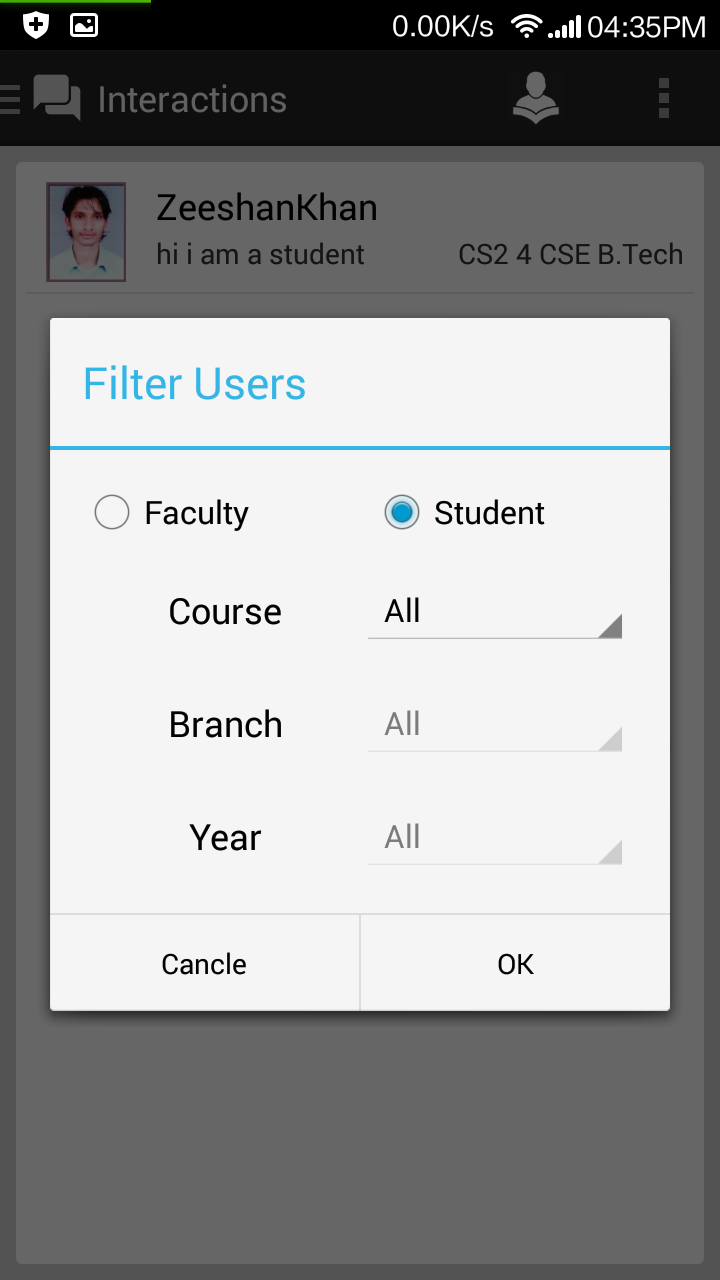 0.00K/s 04:35PM
Interactions
ZeeshanKhan
hi i am a student CS2 4 CSE B.Tech
Filter Users
Faculty Student
Course All
Branch All
Year All
Cancle OK